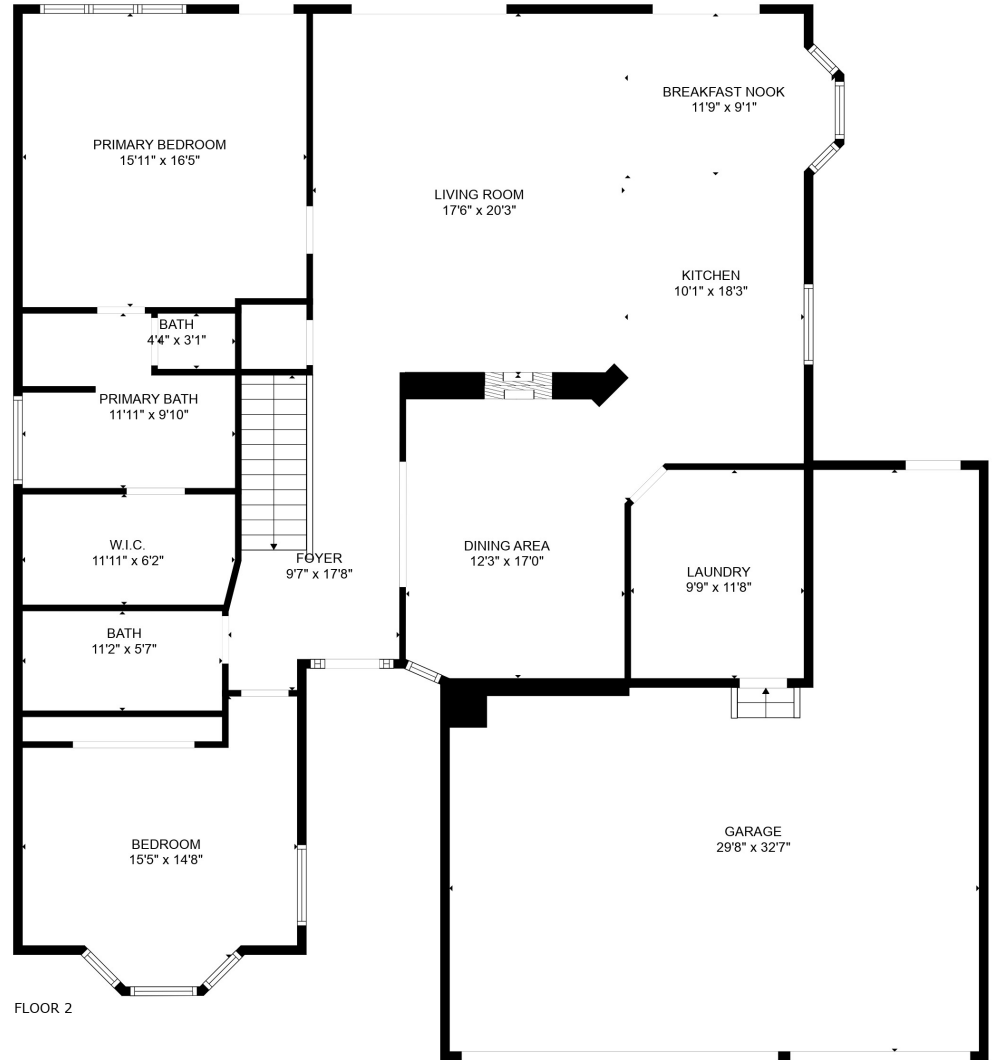 BREAKFAST NOOK
11'9" x 9'1"
PRIMARY BEDROOM
15'11" x 16'5"
LIVING ROOM
17'6" x 20'3"
KITCHEN
10'1" x 18'3"
BATH
4'4" x 3'1"
PRIMARY BATH
11'11" x 9'10"
W.I.C.
11'11" x 6'2"
FOYER
9'7" x 17'8"
DINING AREA
12'3" x 17'0"
LAUNDRY
9'9" x 11'8"
BATH
11'2" x 5'7"
BEDROOM
15'5" x 14'8"
GARAGE
29'8" x 32'7"
FLOOR 2